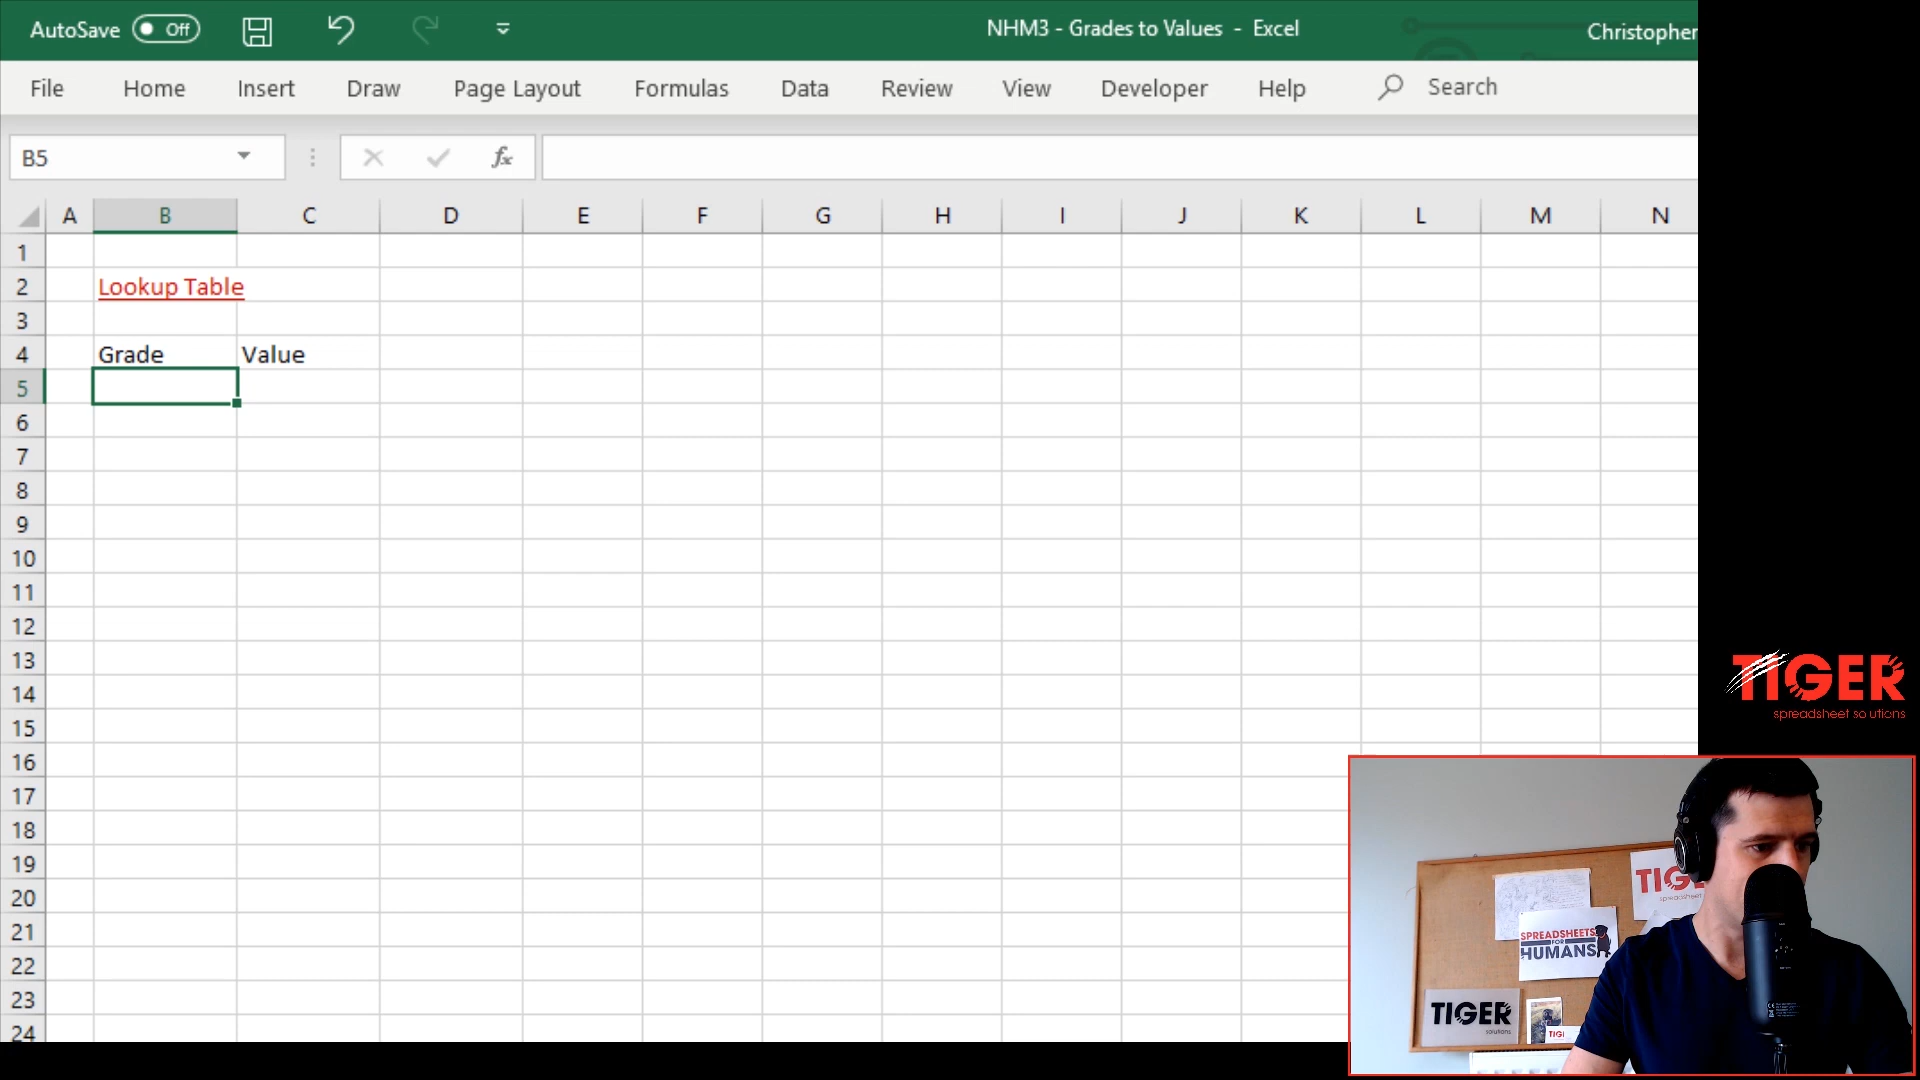 AutoSave Off NHM3 - Grades to Values - Excel Christopher
File Home Insert Draw Page Layout Formulas Data Review View Developer Help Search
B5 fx
A B C D E F G H I J K L M N
1
2 Lookup Table
3
4 Grade Value
5
6
7
8
9
10
11
12
13
14
15
16
17
18
19
20
21
22
23
24
TIGER
spreadsheet solutions
SPREADSHEETS
FOR
HUMANS
TIGER
solutions
TIGI